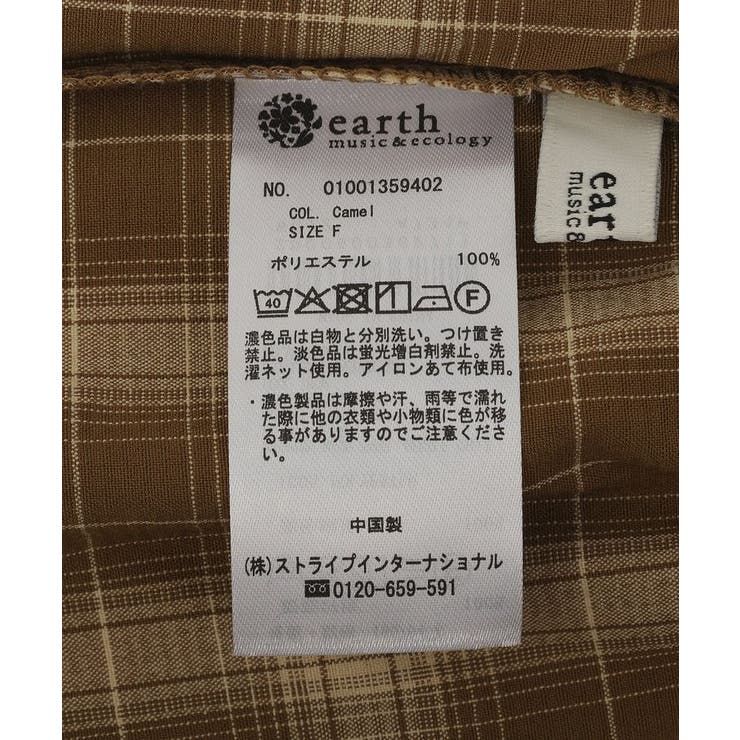 earth
music & ecology
NO. 01001359402
COL. Camel
SIZE F
ポリエステル 100%
40 F
濃色品は白物と分別洗い。つけ置き
禁止。淡色品は蛍光増白剤禁止。洗
濯ネット使用。アイロンあて布使用。
・濃色製品は摩擦や汗、雨等で濡れ
た際に他の衣類や小物類に色が移
る事がありますのでご注意くださ
い。
中国製
(株)ストライプインターナショナル
0120-659-591
ear
music &